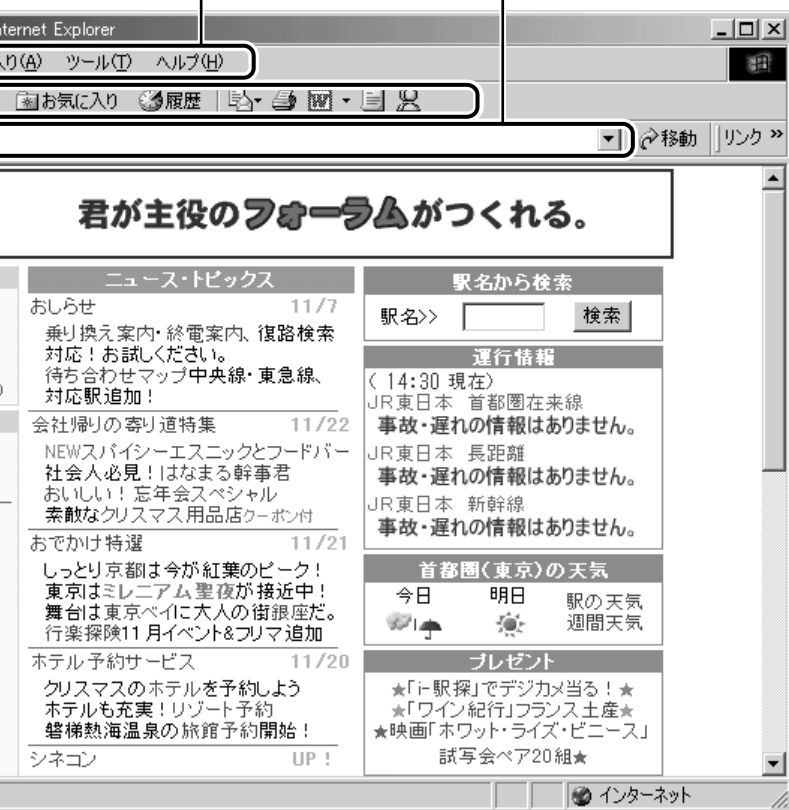 ternet Explorer
入り(A) ツール(T) ヘルプ(H)
お気に入り 履歴
移動 リンク »
君が主役のフォーラムがつくれる。
ニュース・トピックス
おしらせ 11/7
乗り換え案内・終電案内、復路検索
対応！お試しください。
待ち合わせマップ中央線・東急線、
対応駅追加！
会社帰りの寄り道特集 11/22
NEWスパイシーエスニックとフードバー
社会人必見！はなまる幹事君
おいしい！忘年会スペシャル
素敵なクリスマス用品店クーポン付
おでかけ特選 11/21
しっとり京都は今が紅葉のピーク！
東京はミレニアム聖夜が接近中！
舞台は東京ベイに大人の街銀座だ。
行楽探険11月イベント&フリマ追加
ホテル予約サービス 11/20
クリスマスのホテルを予約しよう
ホテルも充実！リゾート予約
磐梯熱海温泉の旅館予約開始！
シネコン UP！
駅名から検索
駅名>> 検索
運行情報
( 14:30 現在)
JR東日本 首都圏在来線
事故・遅れの情報はありません。
JR東日本 長距離
事故・遅れの情報はありません。
JR東日本 新幹線
事故・遅れの情報はありません。
首都圏(東京)の天気
今日 明日 駅の天気
週間天気
プレゼント
★「i-駅探」でデジカメ当る！★
★「ワイン紀行」フランス土産★
★映画「ホワット・ライズ・ビニース」
試写会ペア20組★
インターネット